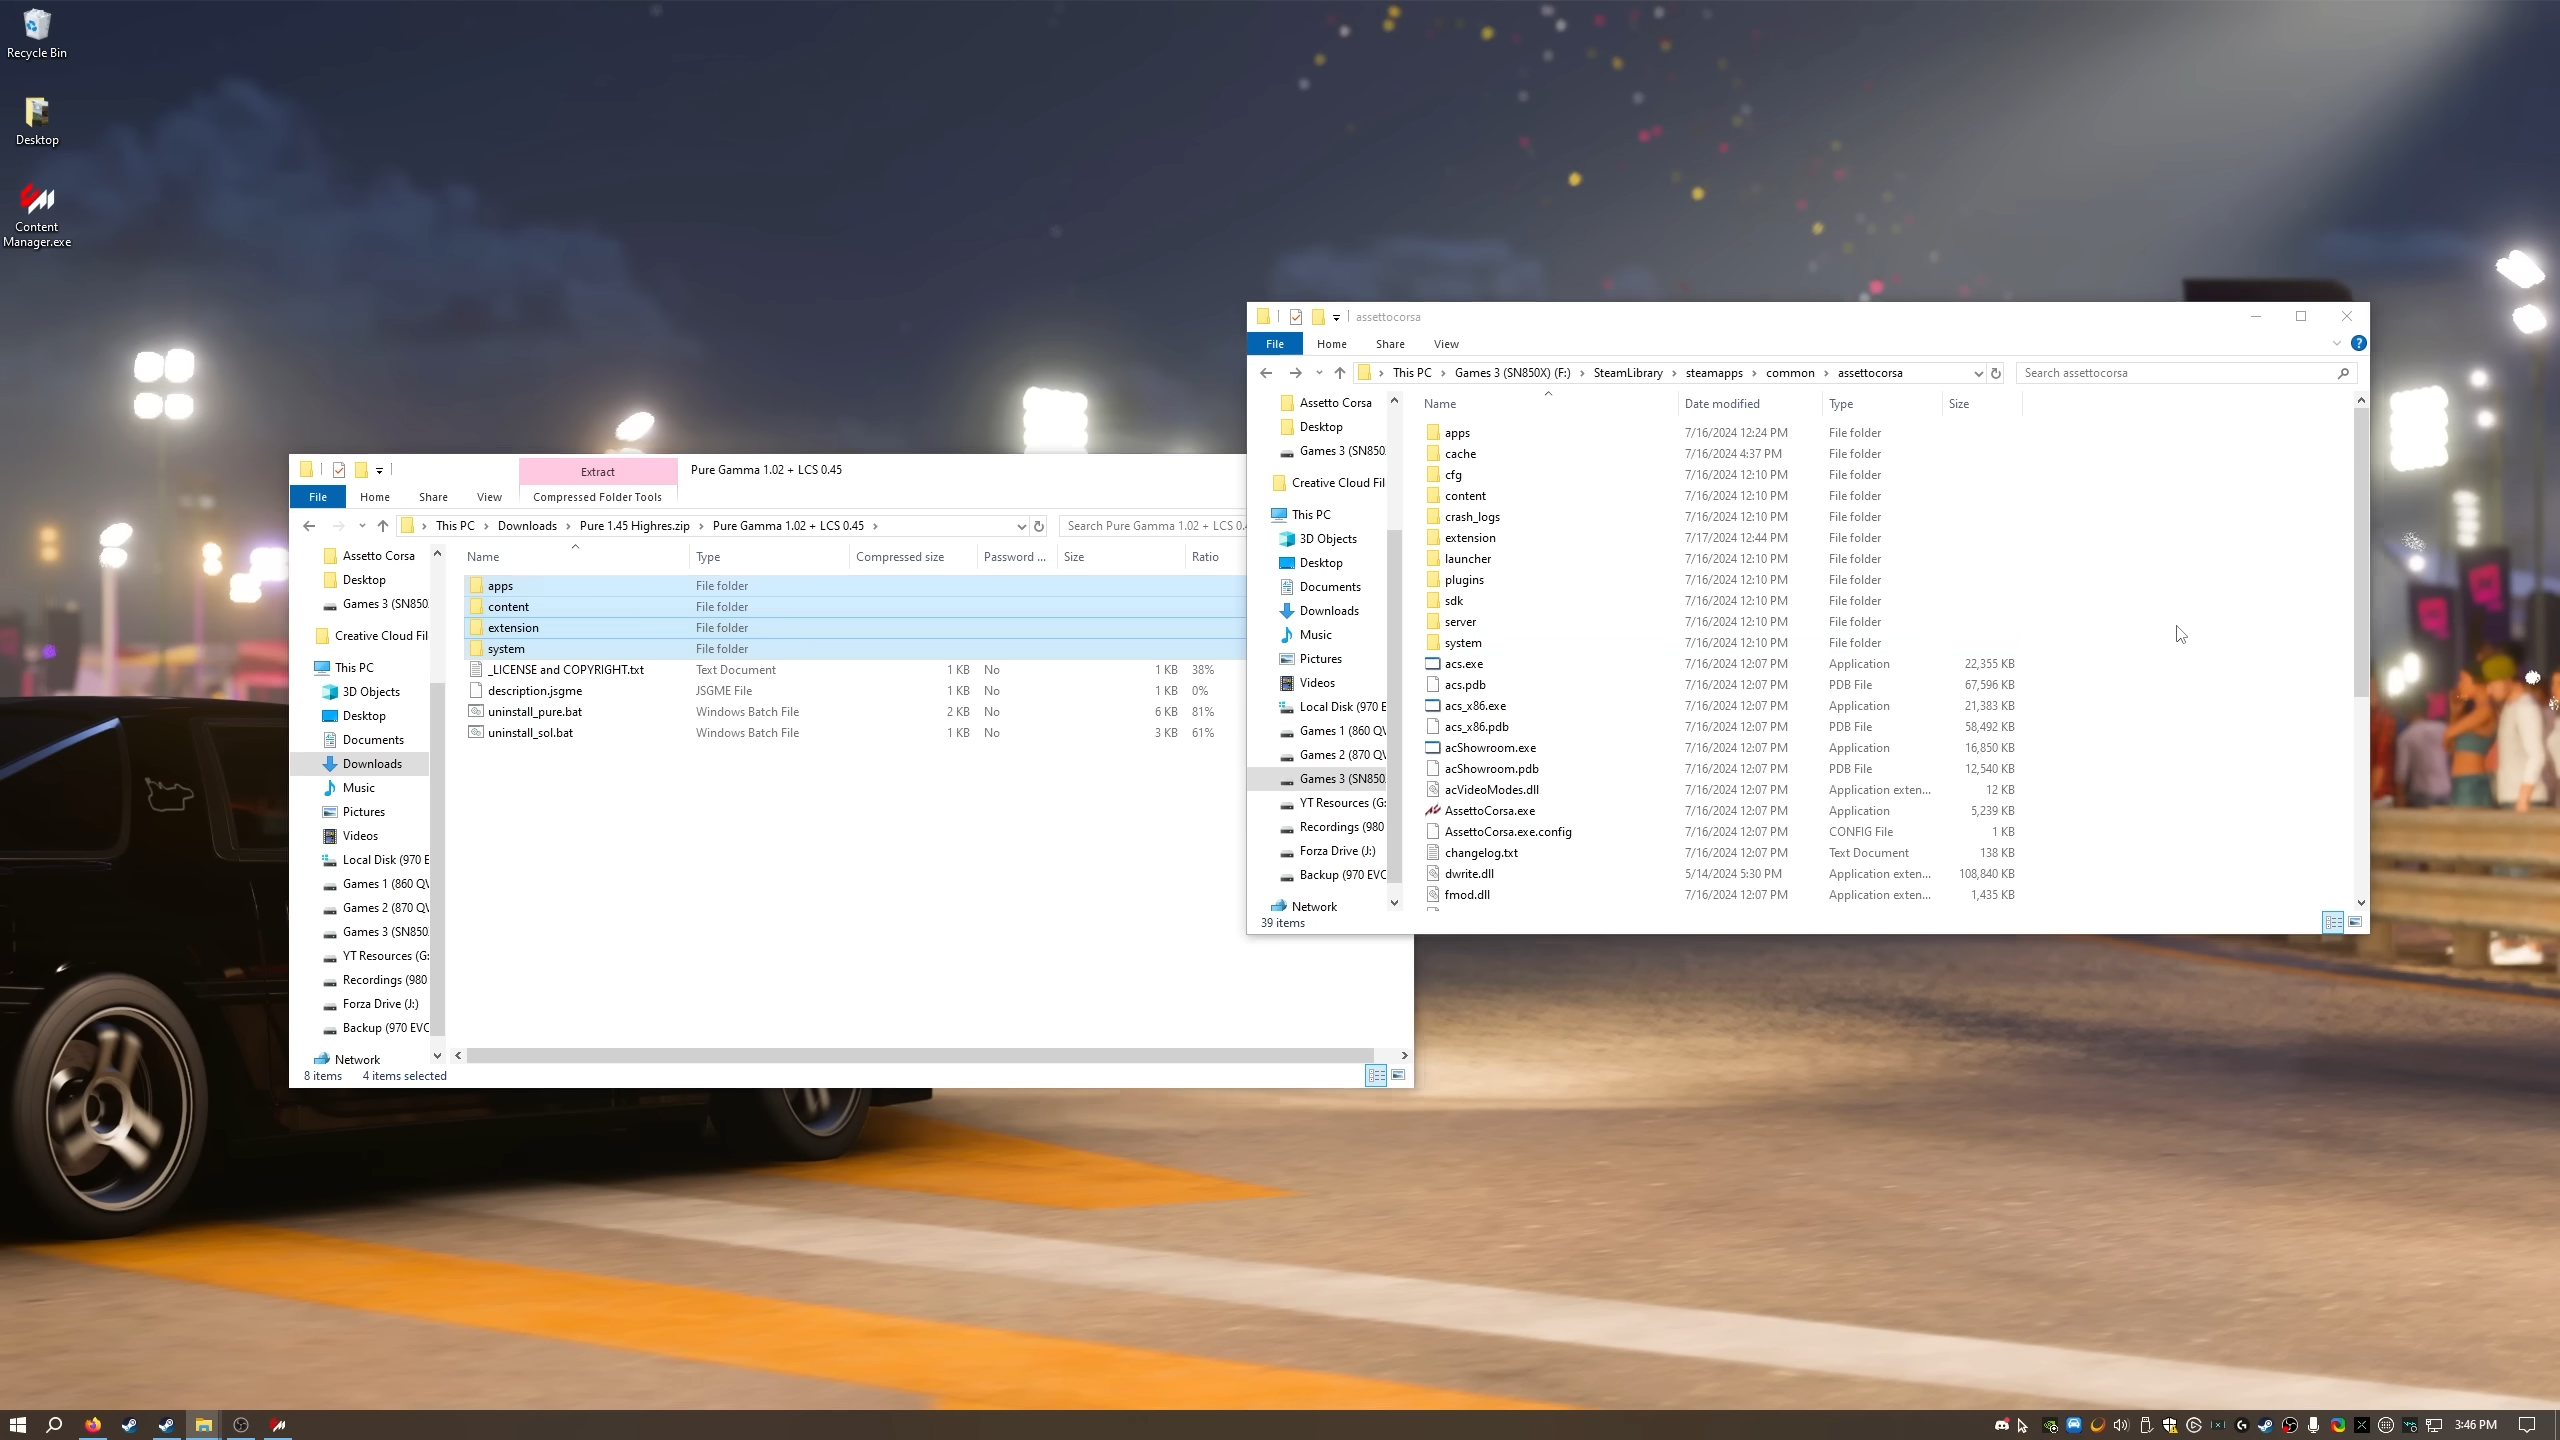 Recycle Bin
Desktop
Content
Manager.exe
Extract
Pure Gamma 1.02 + LCS 0.45
File
Home
Share
View
Compressed Folder Tools
This PC
Downloads
Pure 1.45 Highres.zip
Pure Gamma 1.02 + LCS 0.45
Search Pure Gamma 1.02 + LCS 0.4
Name
Type
Compressed size
Password ...
Size
Ratio
Assetto Corsa
Desktop
Games 3 (SN850
Creative Cloud Fil
This PC
3D Objects
Desktop
Documents
Downloads
Music
Pictures
Videos
Local Disk (970 E
Games 1 (860 QV
Games 2 (870 QV
Games 3 (SN850
YT Resources (G:
Recordings (980
Forza Drive (J:)
Backup (970 EVO
Network
apps File folder
content File folder
extension File folder
system File folder
_LICENSE and COPYRIGHT.txt Text Document 1 KB No 1 KB 38%
description.jsgme JSGME File 1 KB No 1 KB 0%
uninstall_pure.bat Windows Batch File 2 KB No 6 KB 81%
uninstall_sol.bat Windows Batch File 1 KB No 3 KB 61%
8 items 4 items selected
assettocorsa
File
Home
Share
View
This PC
Games 3 (SN850X) (F:)
SteamLibrary
steamapps
common
assettocorsa
Search assettocorsa
Name
Date modified
Type
Size
Assetto Corsa
Desktop
Games 3 (SN850
Creative Cloud Fil
This PC
3D Objects
Desktop
Documents
Downloads
Music
Pictures
Videos
Local Disk (970 E
Games 1 (860 QV
Games 2 (870 QV
Games 3 (SN850
YT Resources (G:
Recordings (980
Forza Drive (J:)
Backup (970 EVO
Network
apps 7/16/2024 12:24 PM File folder
cache 7/16/2024 4:37 PM File folder
cfg 7/16/2024 12:10 PM File folder
content 7/16/2024 12:10 PM File folder
crash_logs 7/16/2024 12:10 PM File folder
extension 7/17/2024 12:44 PM File folder
launcher 7/16/2024 12:10 PM File folder
plugins 7/16/2024 12:10 PM File folder
sdk 7/16/2024 12:10 PM File folder
server 7/16/2024 12:10 PM File folder
system 7/16/2024 12:10 PM File folder
acs.exe 7/16/2024 12:07 PM Application 22,355 KB
acs.pdb 7/16/2024 12:07 PM PDB File 67,596 KB
acs_x86.exe 7/16/2024 12:07 PM Application 21,383 KB
acs_x86.pdb 7/16/2024 12:07 PM PDB File 58,492 KB
acShowroom.exe 7/16/2024 12:07 PM Application 16,850 KB
acShowroom.pdb 7/16/2024 12:07 PM PDB File 12,540 KB
acVideoModes.dll 7/16/2024 12:07 PM Application exten... 12 KB
AssettoCorsa.exe 7/16/2024 12:07 PM Application 5,239 KB
AssettoCorsa.exe.config 7/16/2024 12:07 PM CONFIG File 1 KB
changelog.txt 7/16/2024 12:07 PM Text Document 138 KB
dwrite.dll 5/14/2024 5:30 PM Application exten... 108,840 KB
fmod.dll 7/16/2024 12:07 PM Application exten... 1,435 KB
39 items
3:46 PM